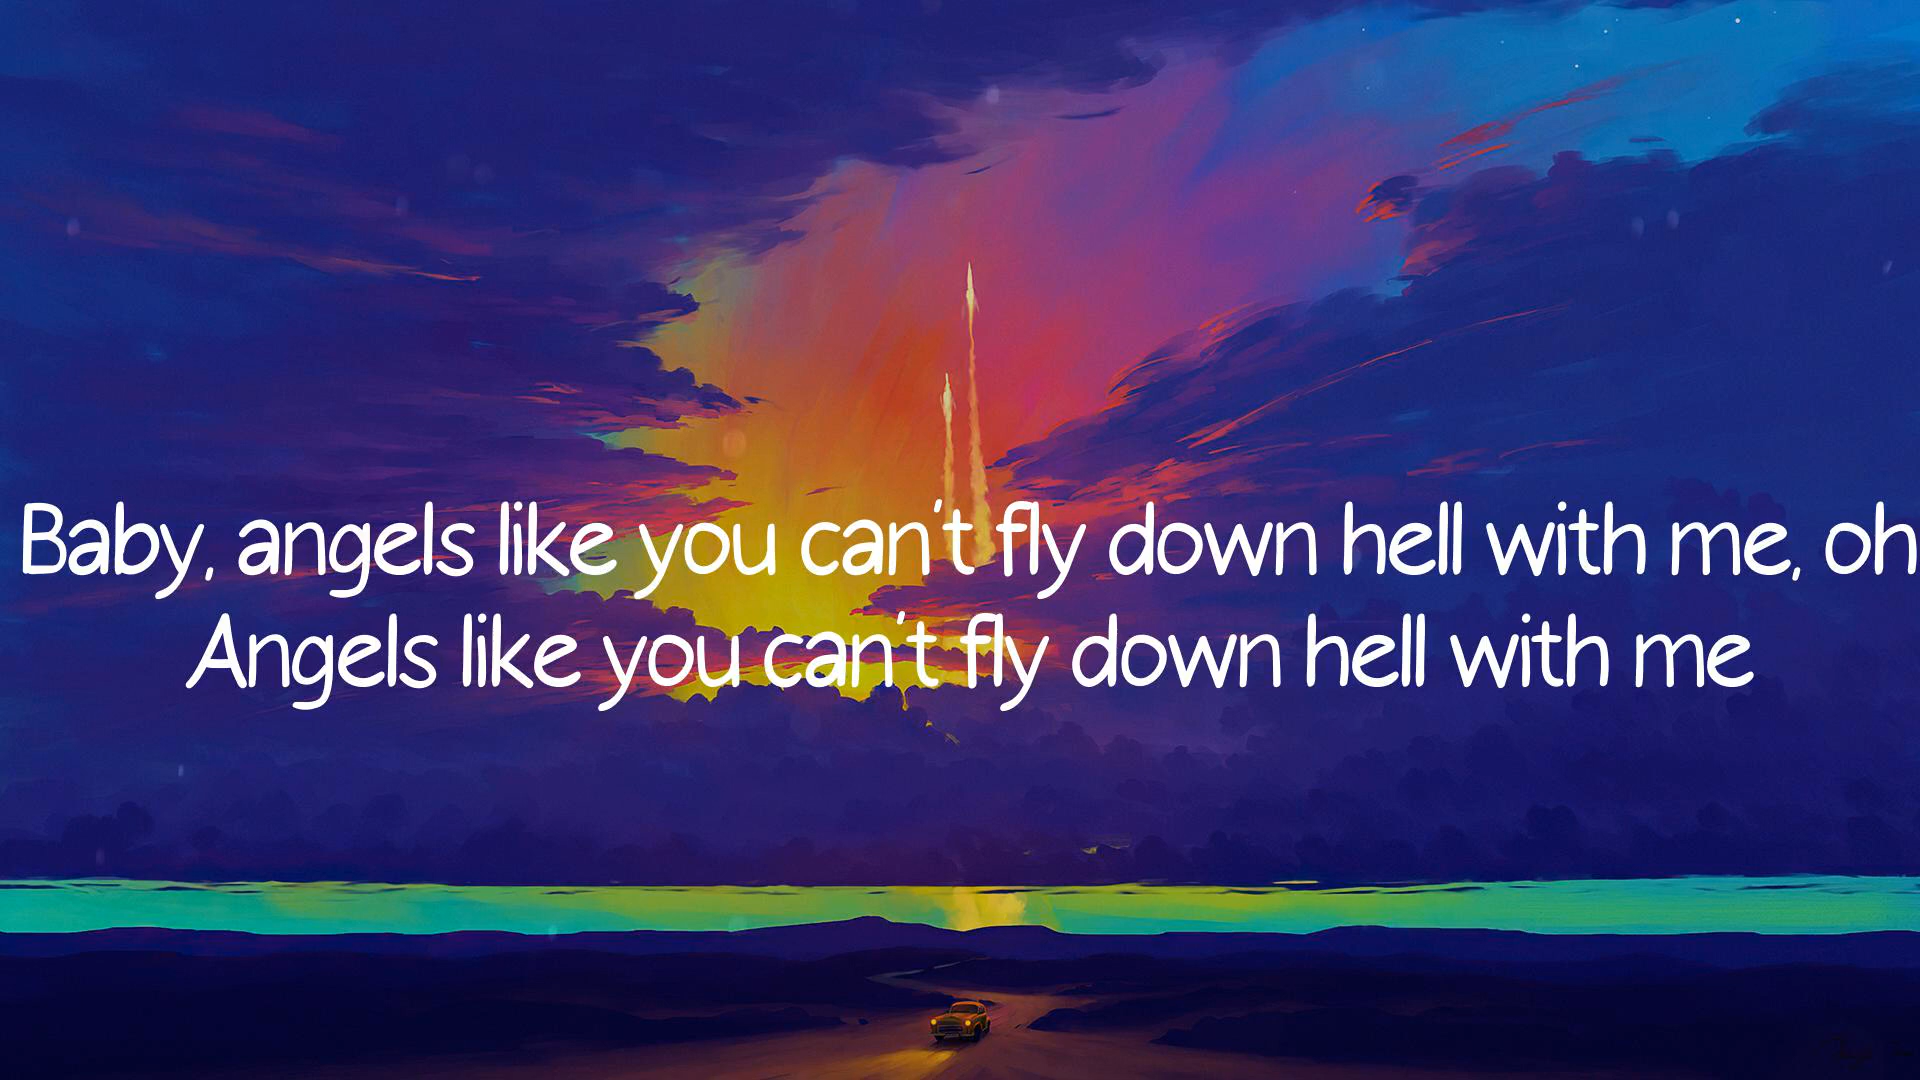 Baby, angels like you can't fly down hell with me, oh
Angels like you can't fly down hell with me